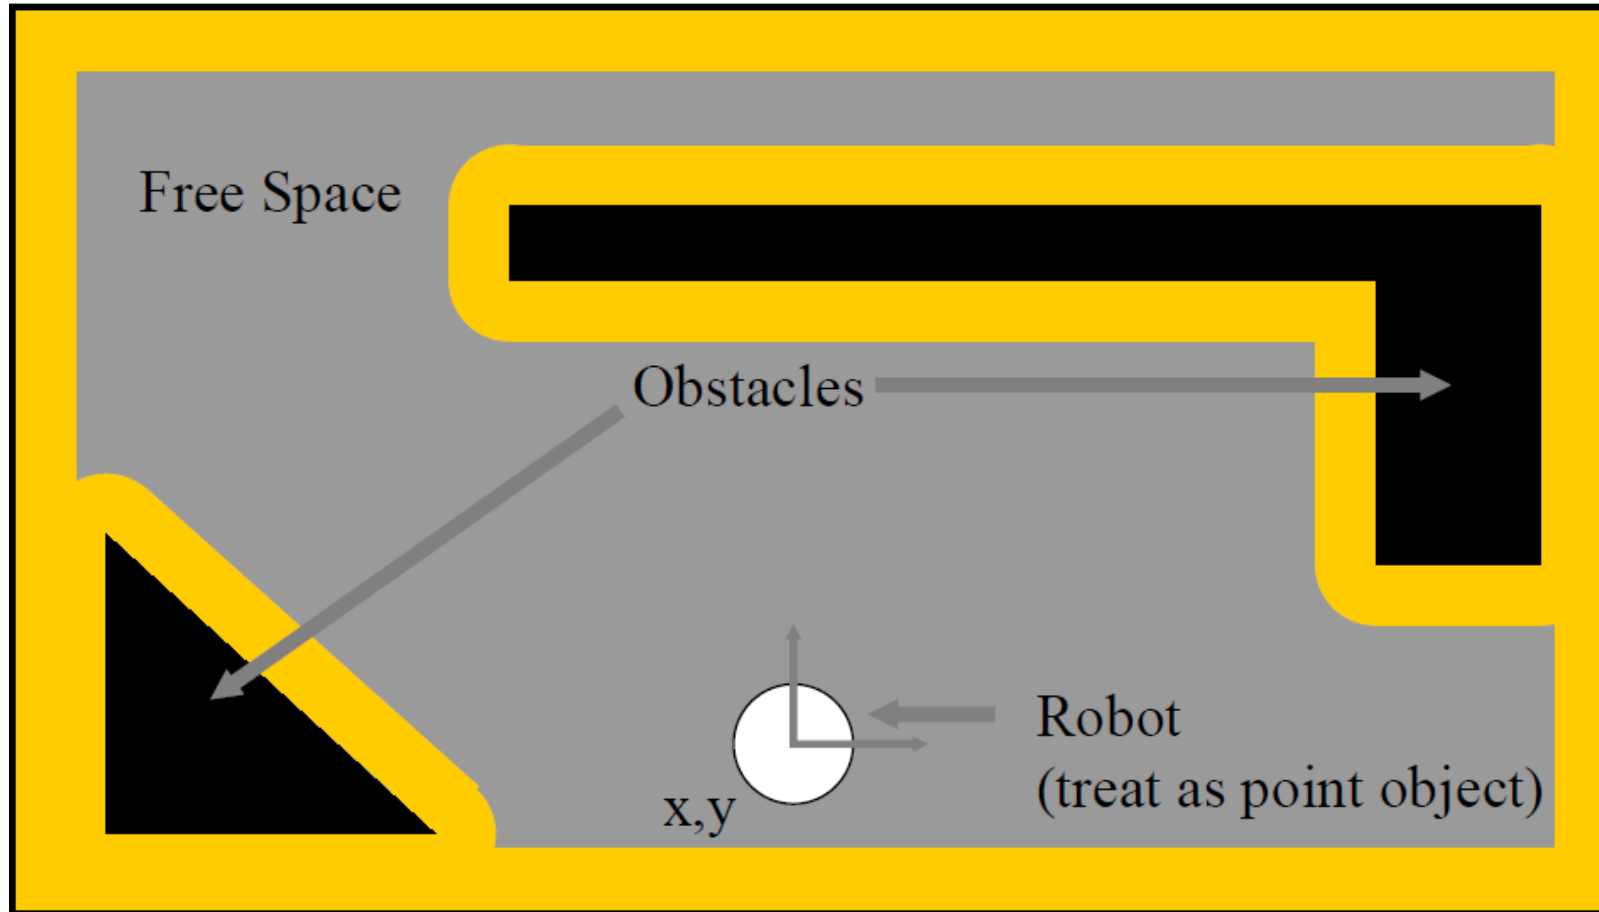 Free Space
Obstacles
Robot
(treat as point object)
x,y